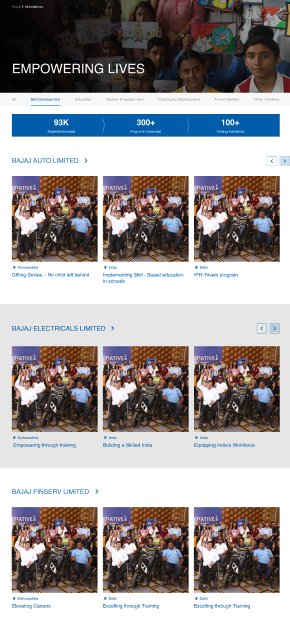 Home > CSR Initiatives
EMPOWERING LIVES
All Skill Development Education Women Empowerment Community Development Animal Welfare Other Initiatives
93K 300+ 100+
Students Educated Programs Conducted Training Institutions
BAJAJ AUTO LIMITED >
Maharashtra India Delhi
Gifting Smiles – No child left behind Implementing Skill - Based education IFH-Triveni program
in schools
BAJAJ ELECTRICALS LIMITED >
Maharashtra India India
Empowering through training Building a Skilled India Equipping India's Workforce
BAJAJ FINSERV LIMITED >
Maharashtra Delhi Delhi
Elevating Careers Excelling through Training Excelling through Training